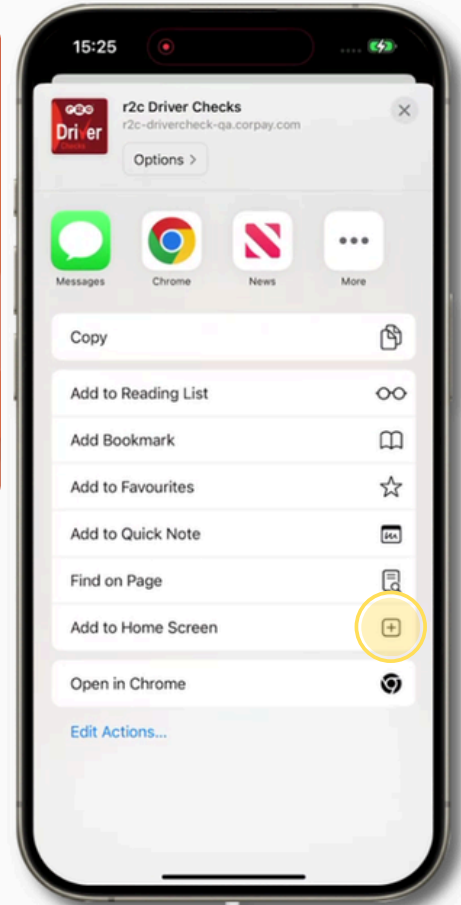 15:25
r2c
Driver
Checks
r2c Driver Checks
r2c-drivercheck-qa.corpay.com
Options >
Messages
Chrome
News
More
Copy
Add to Reading List
Add Bookmark
Add to Favourites
Add to Quick Note
Find on Page
Add to Home Screen
Open in Chrome
Edit Actions...